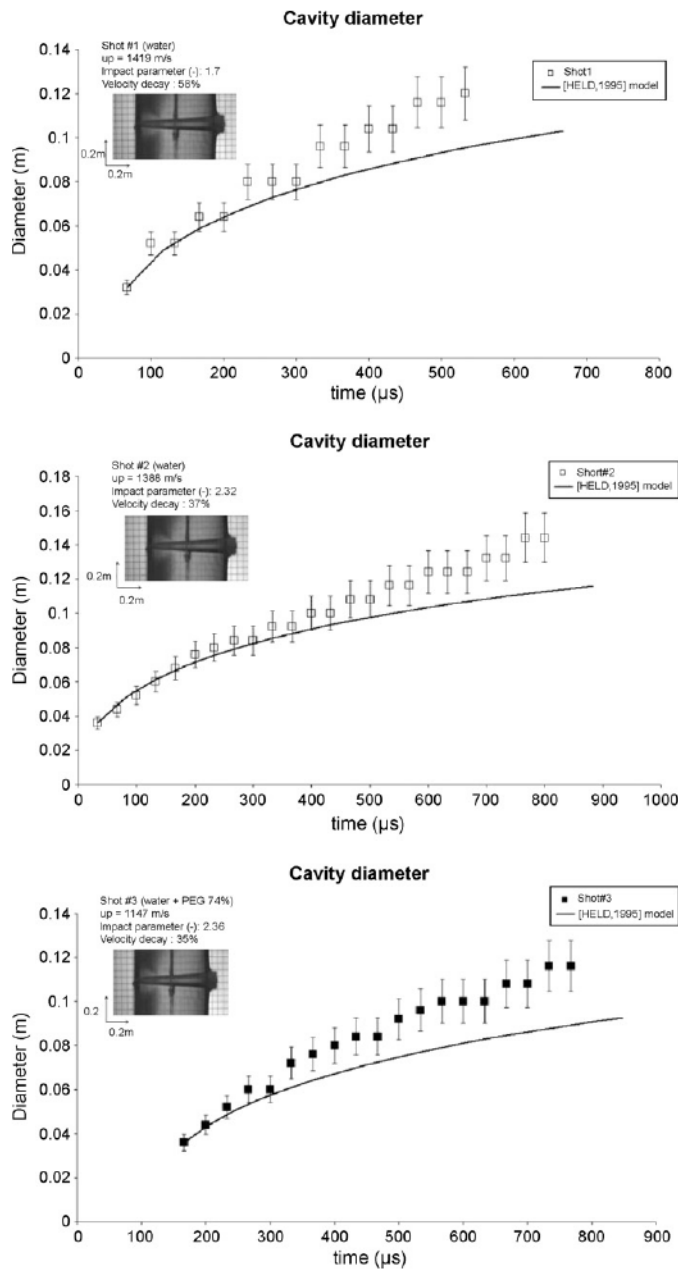 Cavity diameter
Shot #1 (water)
up = 1419 m/s
Impact parameter (-): 1.7
Velocity decay : 58%
0.2m
0.2m
Shot1
[HELD,1995] model
Diameter (m)
0.14
0.12
0.1
0.08
0.06
0.04
0.02
0
0
100
200
300
400
500
600
700
800
time (µs)
Cavity diameter
Shot #2 (water)
up = 1388 m/s
Impact parameter (-): 2.32
Velocity decay : 37%
0.2m
0.2m
Short#2
[HELD,1995] model
Diameter (m)
0.18
0.16
0.14
0.12
0.1
0.08
0.06
0.04
0.02
0
0
100
200
300
400
500
600
700
800
900
1000
time (µs)
Cavity diameter
Shot #3 (water + PEG 74%)
up = 1147 m/s
Impact parameter (-): 2.36
Velocity decay : 35%
0.2
0.2m
Shot#3
[HELD,1995] model
Diameter (m)
0.14
0.12
0.1
0.08
0.06
0.04
0.02
0
0
100
200
300
400
500
600
700
800
900
time (µs)